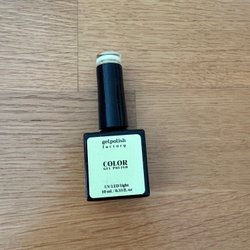 gelpolish
factory
COLOR
GEL POLISH
UV/LED light
10 ml / 0.33 fl. oz